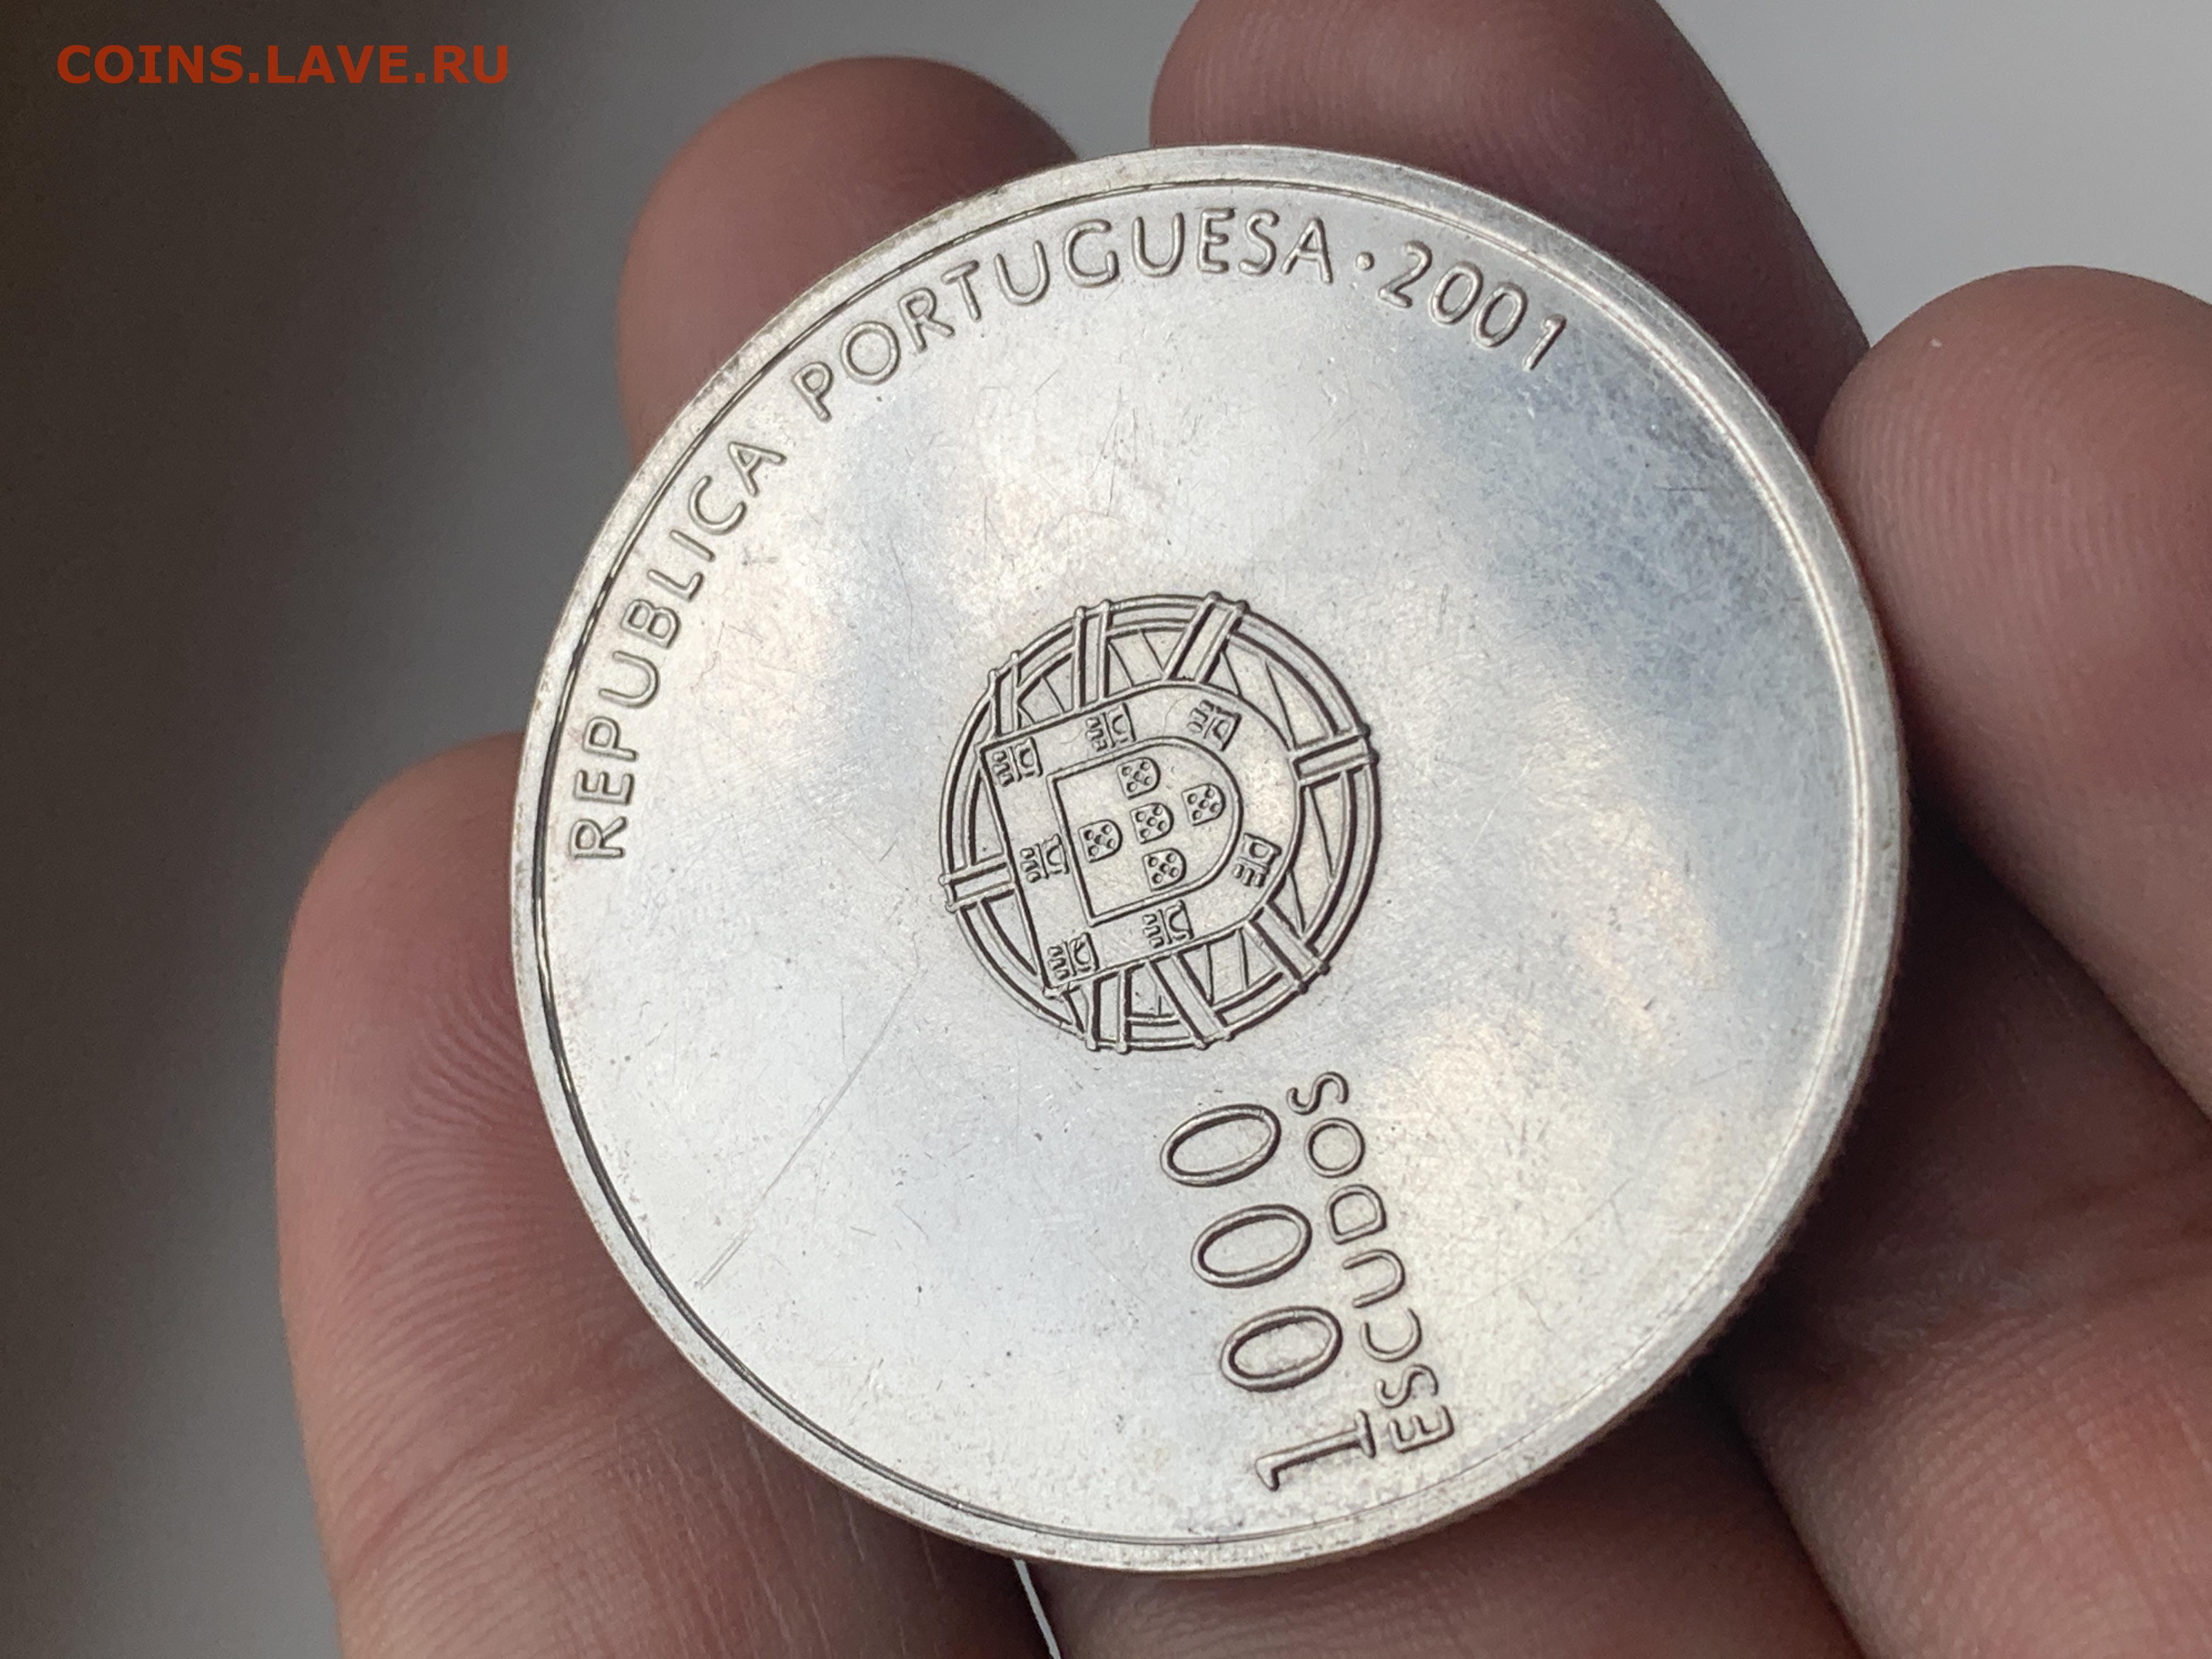 COINS.LAVE.RU
REPUBLICA PORTUGUESA · 2001
1000
ESCUDOS